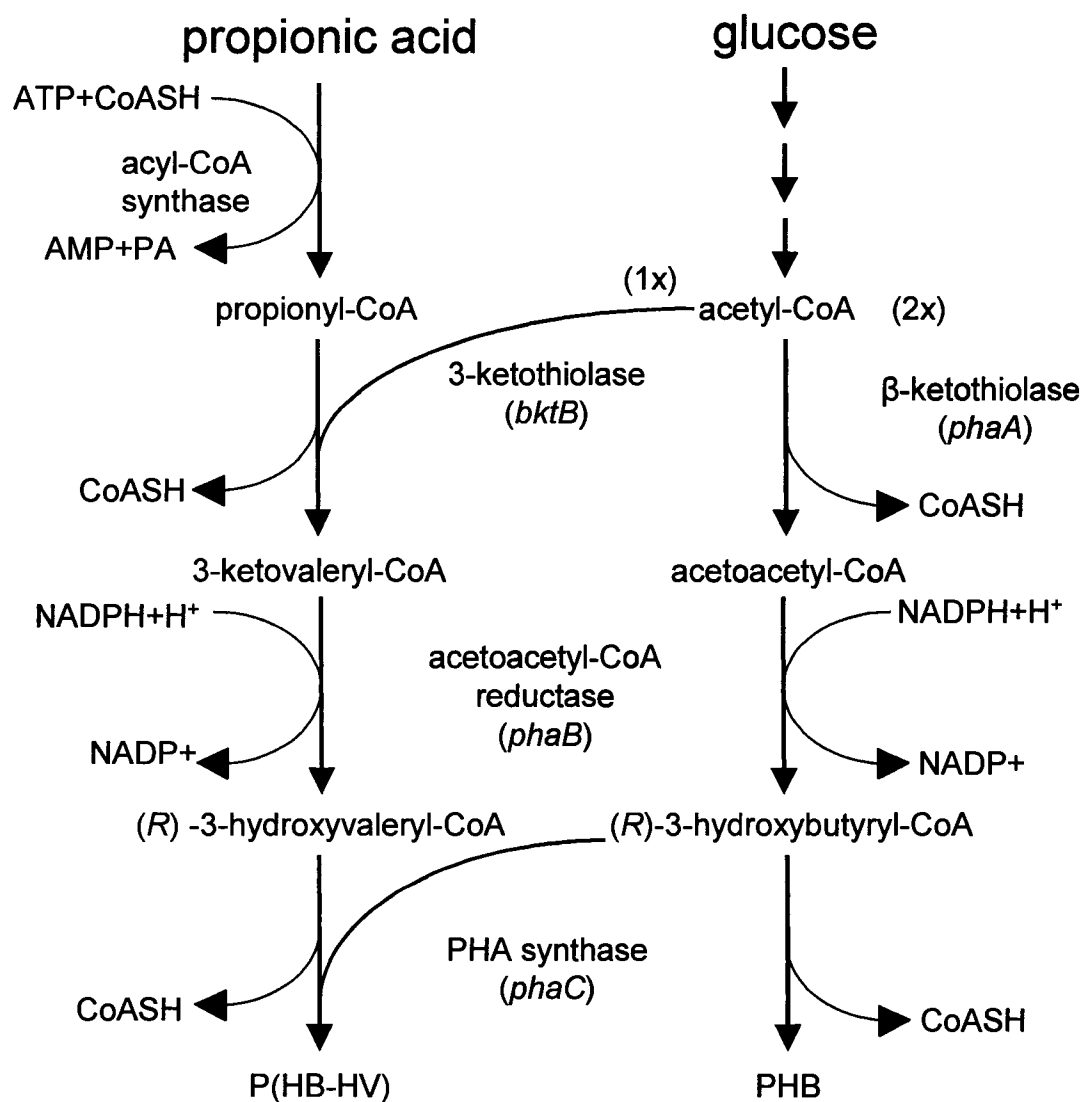 propionic acid
glucose
ATP+CoASH
acyl-CoA
synthase
AMP+PA
(1x)
propionyl-CoA
acetyl-CoA
(2x)
3-ketothiolase
(bktB)
β-ketothiolase
(phaA)
CoASH
CoASH
3-ketovaleryl-CoA
acetoacetyl-CoA
NADPH+H⁺
NADPH+H⁺
acetoacetyl-CoA
reductase
(phaB)
NADP+
NADP+
(R) -3-hydroxyvaleryl-CoA
(R)-3-hydroxybutyryl-CoA
PHA synthase
(phaC)
CoASH
CoASH
P(HB-HV)
PHB